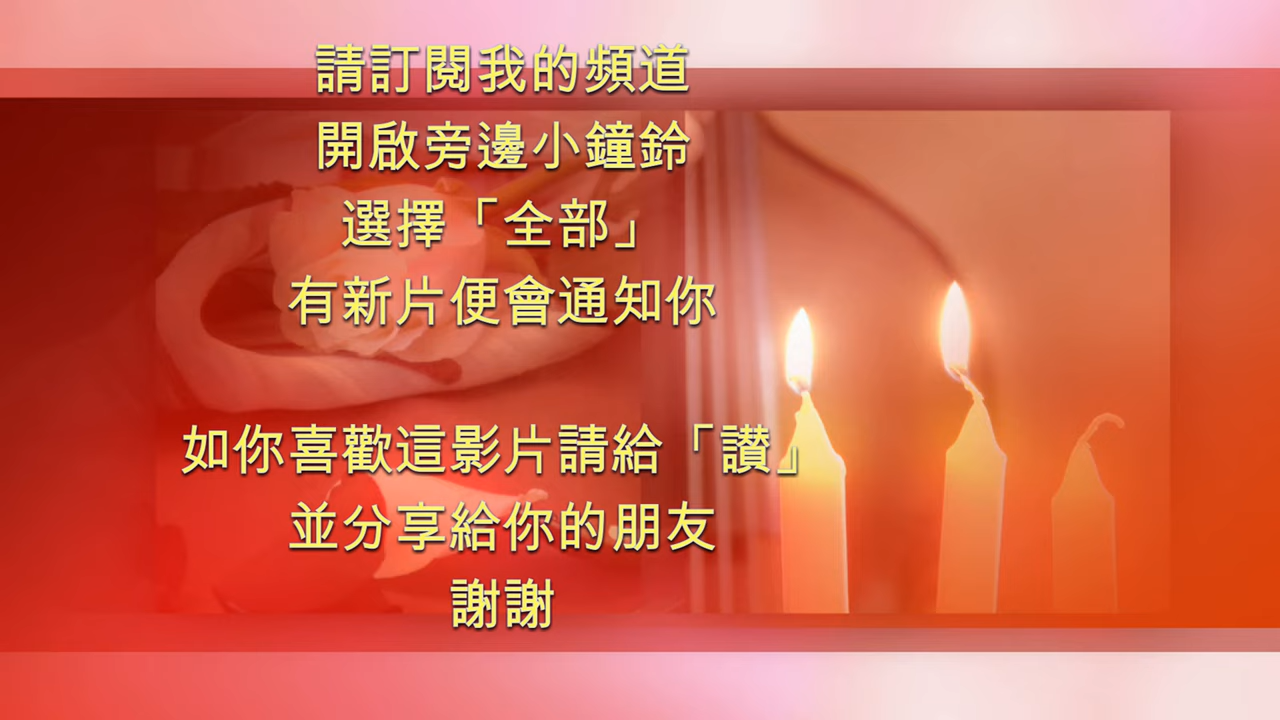 請訂閱我的頻道
開啟旁邊小鐘鈴
選擇「全部」
有新片便會通知你
如你喜歡這影片請給「讃」
並分享給你的朋友
謝謝